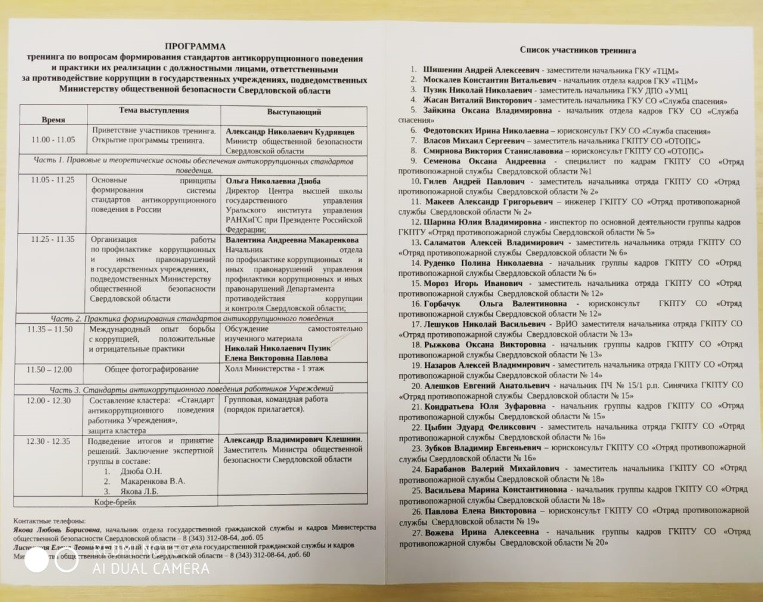 ПРОГРАММА
тренинга по вопросам формирования стандартов антикоррупционного поведения
и практики их реализации с должностными лицами, ответственными
за противодействие коррупции в государственных учреждениях, подведомственных
Министерству общественной безопасности Свердловской области
Время
Тема выступления
Выступающий
11.00 - 11.05
Приветствие участников тренинга.
Открытие программы тренинга.
Александр Николаевич Кудрявцев
Министр общественной безопасности
Свердловской области
Часть 1. Правовые и теоретические основы обеспечения антикоррупционных стандартов
поведения.
11.05 - 11.25
Основные принципы
формирования системы
стандартов антикоррупционного
поведения в России
Ольга Николаевна Дзюба
Директор Центра высшей школы
государственного управления
Уральского института управления
РАНХиГС при Президенте Российской
Федерации;
11.25 - 11.35
Организация работы
по профилактике коррупционных
и иных правонарушений
в государственных учреждениях,
подведомственных Министерству
общественной безопасности
Свердловской области
Валентина Андреевна Макаренкова
Начальник отдела
по профилактике коррупционных и
иных правонарушений управления
профилактики коррупционных и иных
правонарушений Департамента
противодействия коррупции
и контроля Свердловской области;
Часть 2. Практика формирования стандартов антикоррупционного поведения
11.35 – 11.50
Международный опыт борьбы
с коррупцией, положительные
и отрицательные практики
Обсуждение самостоятельно
изученного материала
Николай Николаевич Пузик
Елена Викторовна Павлова
11.50 – 12.00
Общее фотографирование
Холл Министерства - 1 этаж
Часть 3. Стандарты антикоррупционного поведения работников Учреждений
12.00 - 12.30
Составление кластера: «Стандарт
антикоррупционного поведения
работника Учреждения»,
защита кластера
Групповая, командная работа
(порядок прилагается).
12.30 - 12.35
Подведение итогов и принятие
решений. Заключение экспертной
группы в составе:
1. Дзюба О.Н.
2. Макаренкова В.А.
3. Якова Л.Б.
Александр Владимирович Клешнин,
Заместитель Министра общественной
безопасности Свердловской области
Кофе-брейк
Контактные телефоны:
Якова Любовь Борисовна, начальник отдела государственной гражданской службы и кадров Министерства
общественной безопасности Свердловской области – 8 (343) 312-08-64, доб. 05
отдела государственной гражданской службы и кадров
общественной безопасности Свердловской области – 8 (343) 312-08-64, доб. 60
AI DUAL CAMERA
Список участников тренинга
1. Шишенин Андрей Алексеевич - заместители начальника ГКУ «ТЦМ»
2. Москалев Константин Витальевич - начальник отдела кадров ГКУ «ТЦМ»
3. Пузик Николай Николаевич - заместитель начальника ГКУ ДПО «УМЦ
4. Жасан Виталий Викторович - заместитель начальника ГКУ СО «Служба спасения»
5. Зайкина Оксана Владимировна - начальник отдела кадров ГКУ СО «Служба
спасения»
6. Федотовских Ирина Николаевна – юрисконсульт ГКУ СО «Служба спасения»
7. Власов Михаил Сергеевич – заместитель начальника ГКПТУ СО «ОТОПС»
8. Смирнова Виктория Станиславовна – юрисконсульт ГКПТУ СО «ОТОПС»
9. Семенова Оксана Андреевна - специалист по кадрам ГКПТУ СО «Отряд
противопожарной службы Свердловской области №1
10. Гилев Андрей Павлович - заместитель начальника отряда ГКПТУ СО «Отряд
противопожарной службы Свердловской области № 2»
11. Макеев Александр Григорьевич – инженер ГКПТУ СО «Отряд противопожарной
службы Свердловской области № 2»
12. Шарина Юлия Владимировна - инспектор по основной деятельности группы кадров
ГКПТУ «Отряд противопожарной службы Свердловской области № 5»
13. Саламатов Алексей Владимирович - заместитель начальника отряда ГКПТУ СО
«Отряд противопожарной службы Свердловской области № 6»
14. Руденко Полина Николаевна - начальник группы кадров ГКПТУ СО «Отряд
противопожарной службы Свердловской области № 6»
15. Мороз Игорь Иванович - заместитель начальника отряда ГКПТУ СО «Отряд
противопожарной службы Свердловской области № 12»
16. Горбачук Ольга Валентиновна - юрисконсульт ГКПТУ СО «Отряд
противопожарной службы Свердловской области № 12»
17. Лешуков Николай Васильевич - ВрИО заместителя начальника отряда ГКПТУ СО
«Отряд противопожарной службы Свердловской области № 13»
18. Рыжкова Оксана Викторовна - начальник группы кадров ГКПТУ СО «Отряд
противопожарной службы Свердловской области № 13»
19. Назаров Алексей Владимирович - заместитель начальника отряда ГКПТУ СО «Отряд
противопожарной службы Свердловской области № 14»
20. Алешков Евгений Анатольевич - начальник ПЧ № 15/1 р.п. Синячиха ГКПТУ СО
«Отряд противопожарной службы Свердловской области № 15»
21. Кондратьева Юля Зуфаровна - начальник группы кадров ГКПТУ СО «Отряд
противопожарной службы Свердловской области № 15»
22. Цыбин Эдуард Феликсович - заместитель начальника отряда ГКПТУ СО «Отряд
противопожарной службы Свердловской области № 16»
23. Зубков Владимир Евгеньевич – юрисконсульт ГКПТУ СО «Отряд противопожарной
службы Свердловской области № 16»
24. Барабанов Валерий Михайлович - заместитель начальника ГКПТУ СО «Отряд
противопожарной службы Свердловской области № 18»
25. Васильева Марина Константиновна - начальник группы кадров ГКПТУ СО «Отряд
противопожарной службы Свердловской области № 18»
26. Павлова Елена Викторовна – юрисконсульт ГКПТУ СО «Отряд противопожарной
службы Свердловской области № 19»
27. Вожева Ирина Алексеевна - начальник группы кадров ГКПТУ СО «Отряд
противопожарной службы Свердловской области № 20»